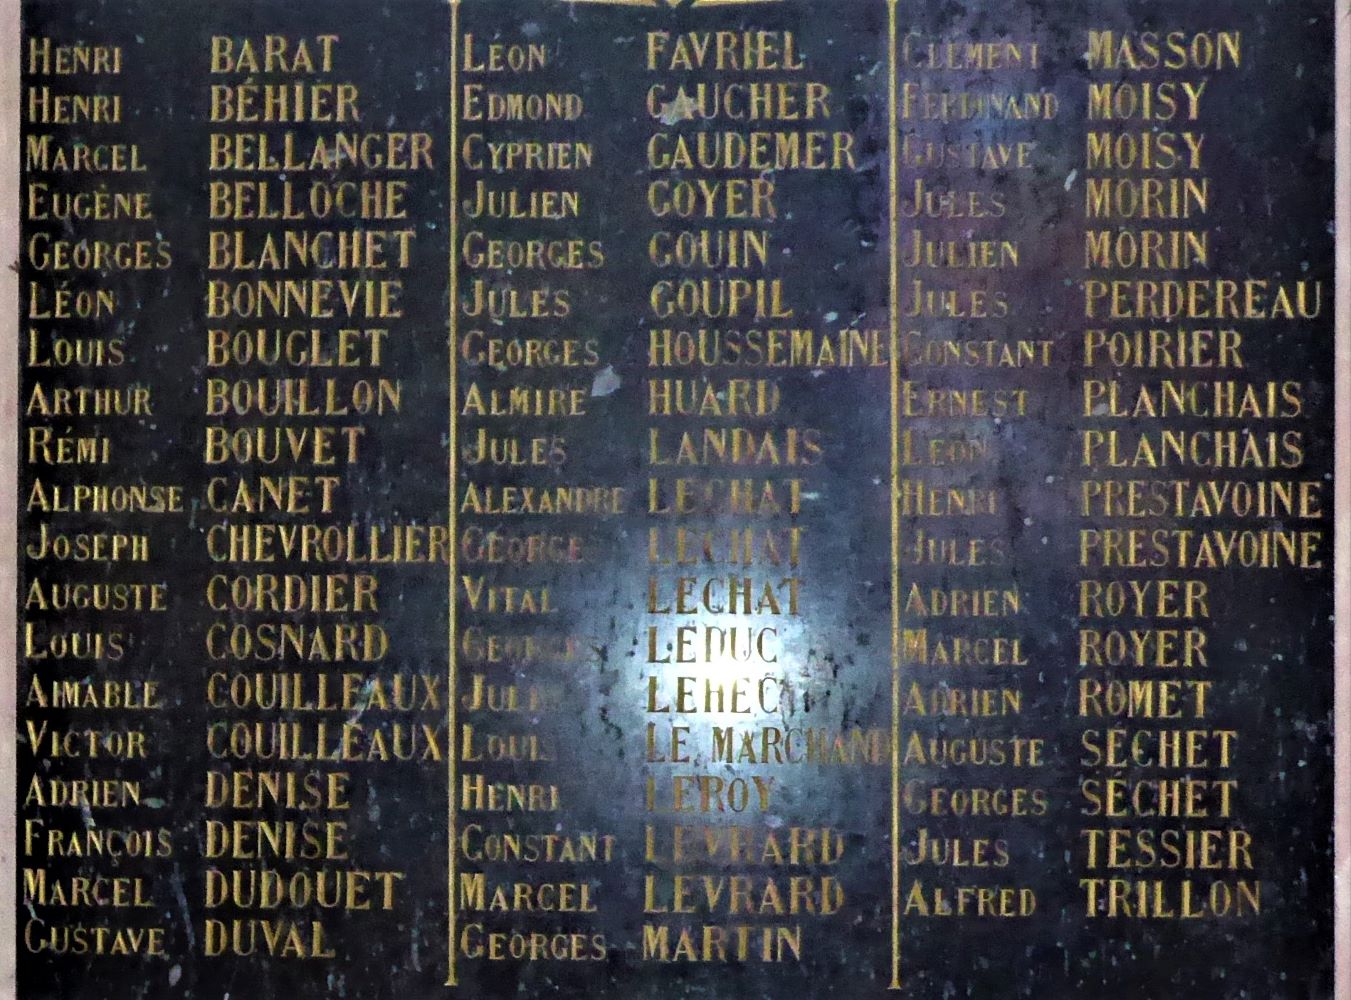 HENRI BARAT
HENRI BÉHIER
MARCEL BELLANGER
EUGÈNE BELLOCHE
GEORGES BLANCHET
LÉON BONNEVIE
LOUIS BOUGLET
ARTHUR BOUILLON
RÉMI BOUVET
ALPHONSE CANET
JOSEPH CHEVROLLIER
AUGUSTE CORDIER
LOUIS COSNARD
AIMABLE COUILLEAUX
VICTOR COUILLEAUX
ADRIEN DENISE
FRANÇOIS DENISE
MARCEL DUDOUET
GUSTAVE DUVAL
LÉON FAVRIEL
EDMOND GAUCHER
CYPRIEN GAUDEMER
JULIEN GOYER
GEORGES GOUIN
JULES GOUPIL
GEORGES HOUSSEMAINE
ALMIRE HUARD
JULES LANDAIS
ALEXANDRE LECHAT
GEORGES LECHAT
VITAL LECHAT
GEORGES LEDUC
JULES LEHEC
LOUIS LE MARCHAND
HENRI LEROY
CONSTANT LEVRARD
MARCEL LEVRARD
GEORGES MARTIN
CLÉMENT MASSON
FERDINAND MOISY
GUSTAVE MOISY
JULES MORIN
JULIEN MORIN
JULES PERDEREAU
CONSTANT POIRIER
ERNEST PLANCHAIS
LÉON PLANCHAIS
HENRI PRESTAVOINE
JULES PRESTAVOINE
ADRIEN ROYER
MARCEL ROYER
ADRIEN ROMET
AUGUSTE SÉCHET
GEORGES SÉCHET
JULES TESSIER
ALFRED TRILLON